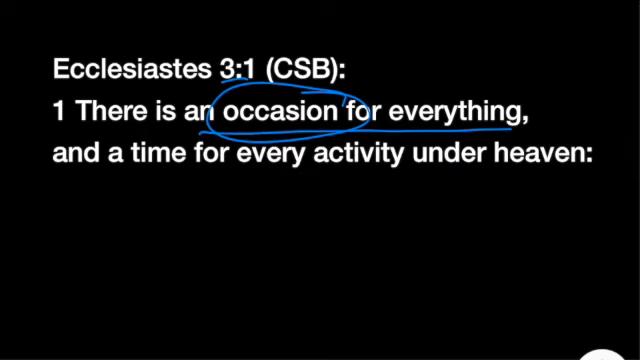 Ecclesiastes 3:1 (CSB):
1 There is an occasion for everything,
and a time for every activity under heaven: